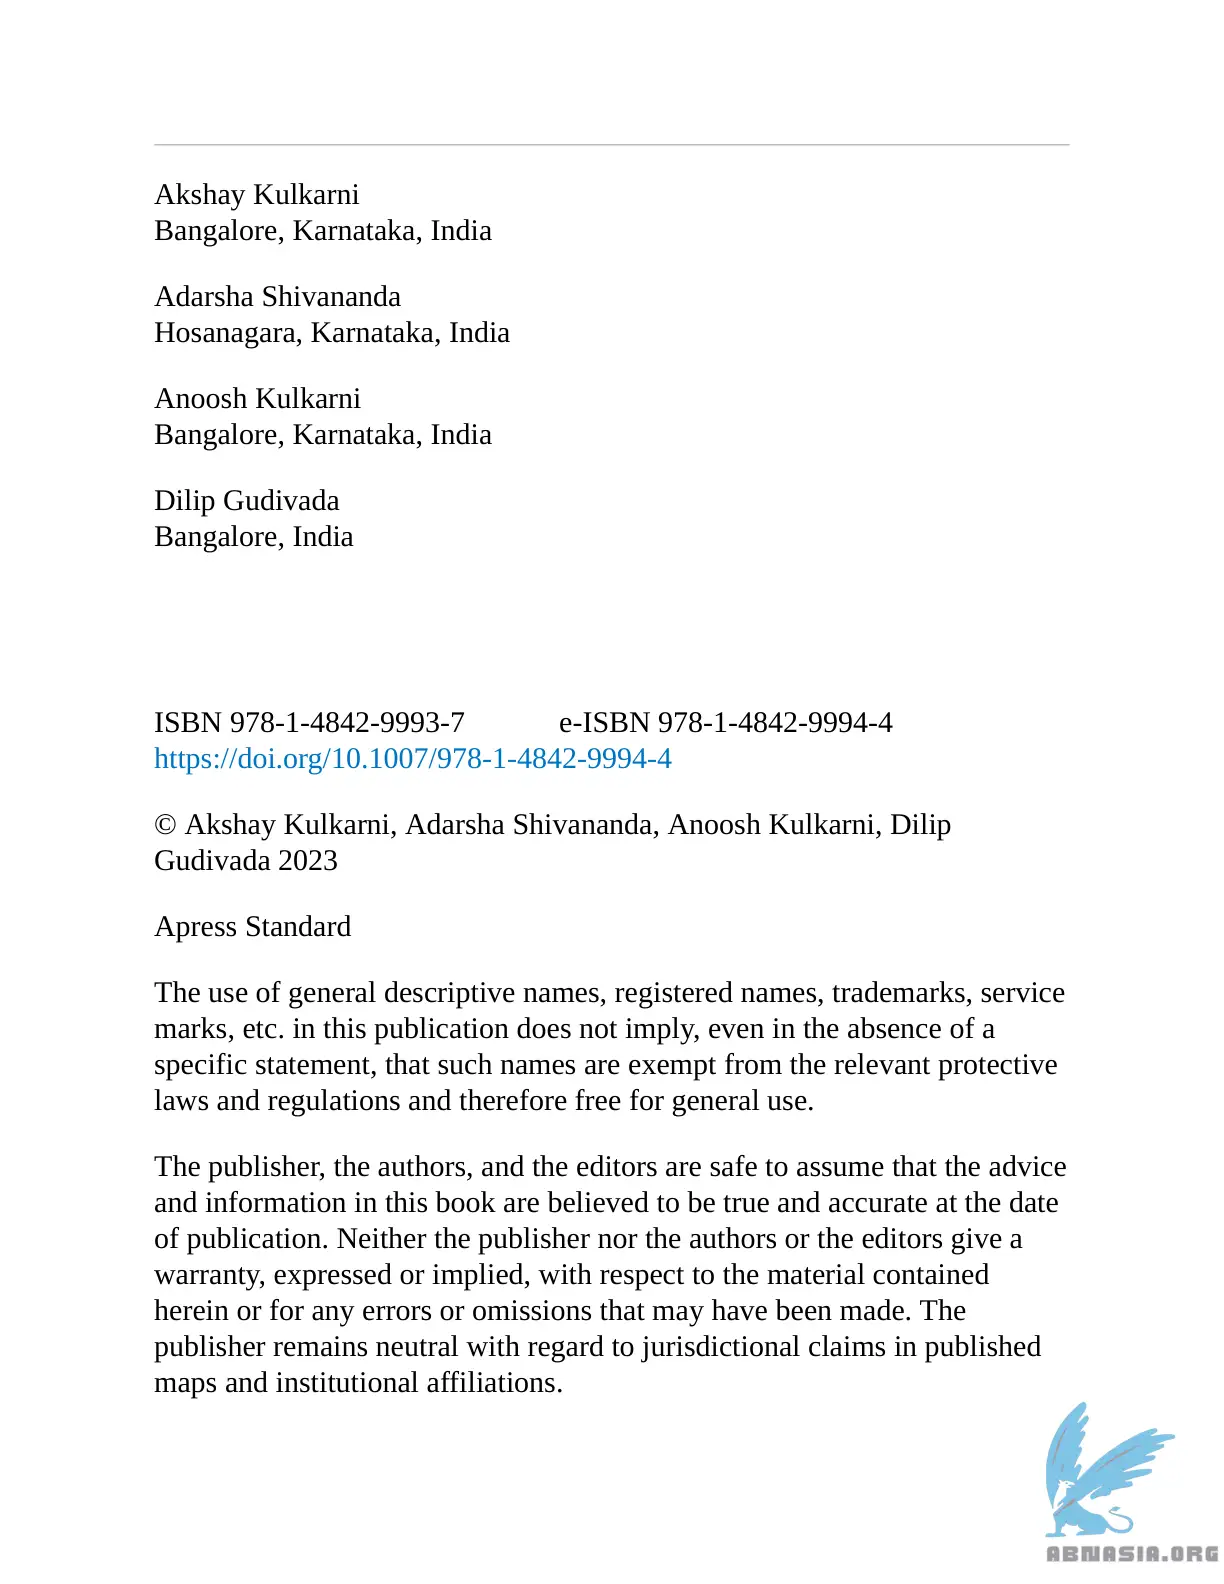 Akshay Kulkarni
Bangalore, Karnataka, India
Adarsha Shivananda
Hosanagara, Karnataka, India
Anoosh Kulkarni
Bangalore, Karnataka, India
Dilip Gudivada
Bangalore, India
ISBN 978-1-4842-9993-7 e-ISBN 978-1-4842-9994-4
https://doi.org/10.1007/978-1-4842-9994-4
© Akshay Kulkarni, Adarsha Shivananda, Anoosh Kulkarni, Dilip
Gudivada 2023
Apress Standard
The use of general descriptive names, registered names, trademarks, service
marks, etc. in this publication does not imply, even in the absence of a
specific statement, that such names are exempt from the relevant protective
laws and regulations and therefore free for general use.
The publisher, the authors, and the editors are safe to assume that the advice
and information in this book are believed to be true and accurate at the date
of publication. Neither the publisher nor the authors or the editors give a
warranty, expressed or implied, with respect to the material contained
herein or for any errors or omissions that may have been made. The
publisher remains neutral with regard to jurisdictional claims in published
maps and institutional affiliations.
ABNASIA.ORG